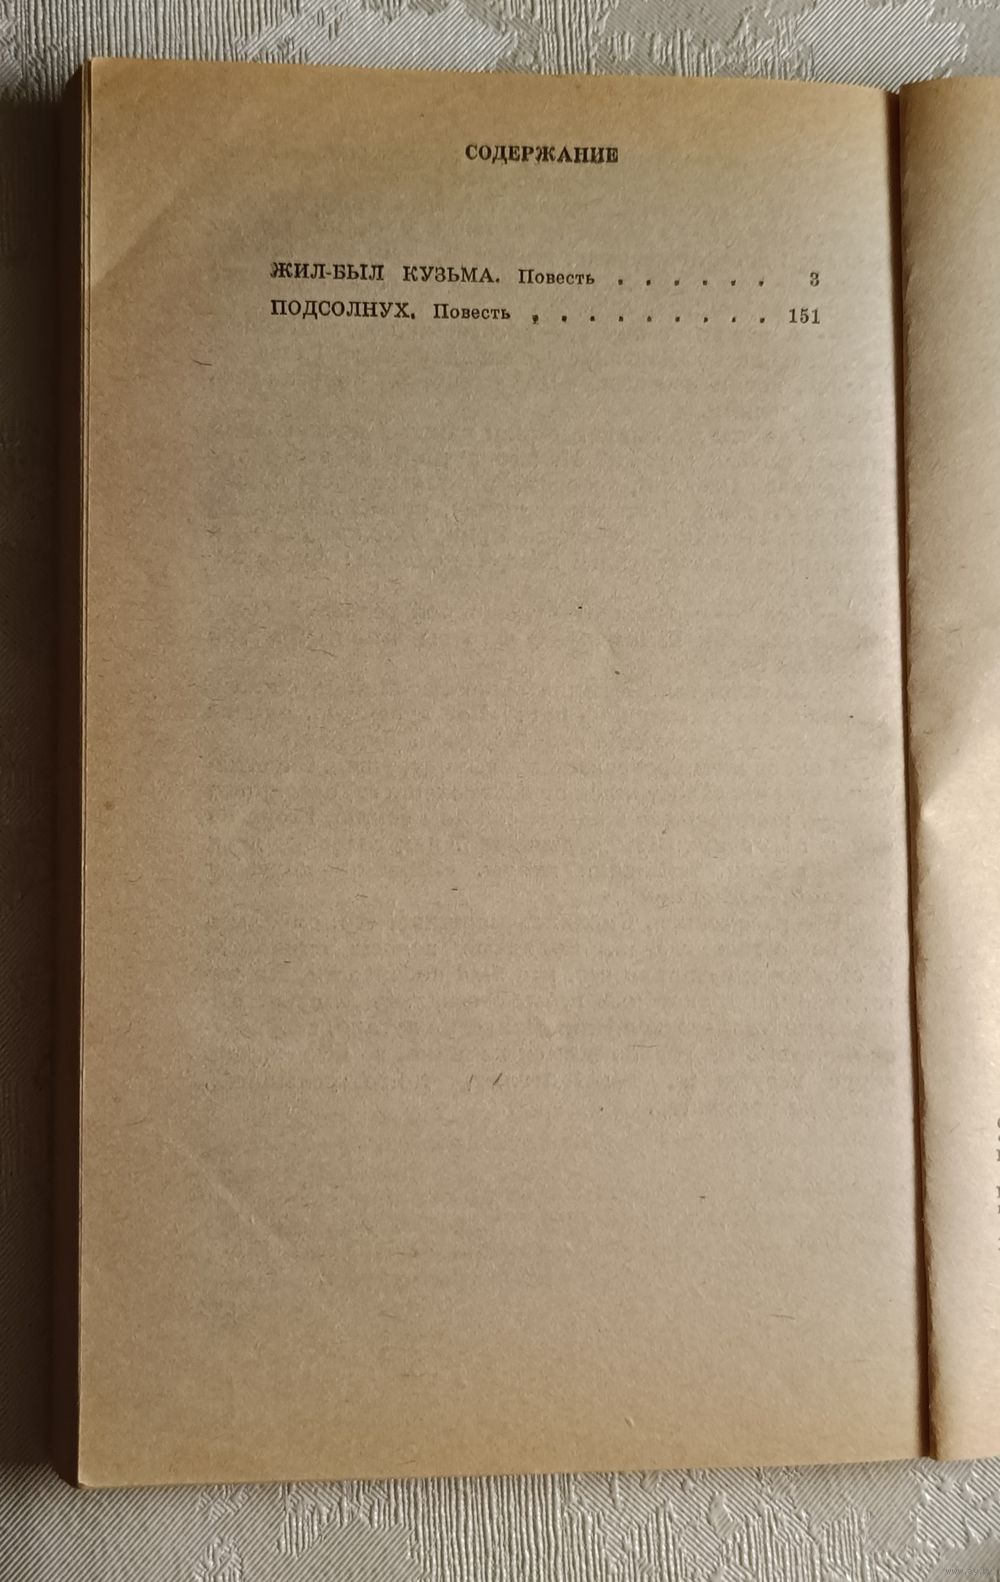 СОДЕРЖАНИЕ
ЖИЛ-БЫЛ КУЗЬМА. Повесть . . . . . . 3
ПОДСОЛНУХ. Повесть . . . . . . . . . 151